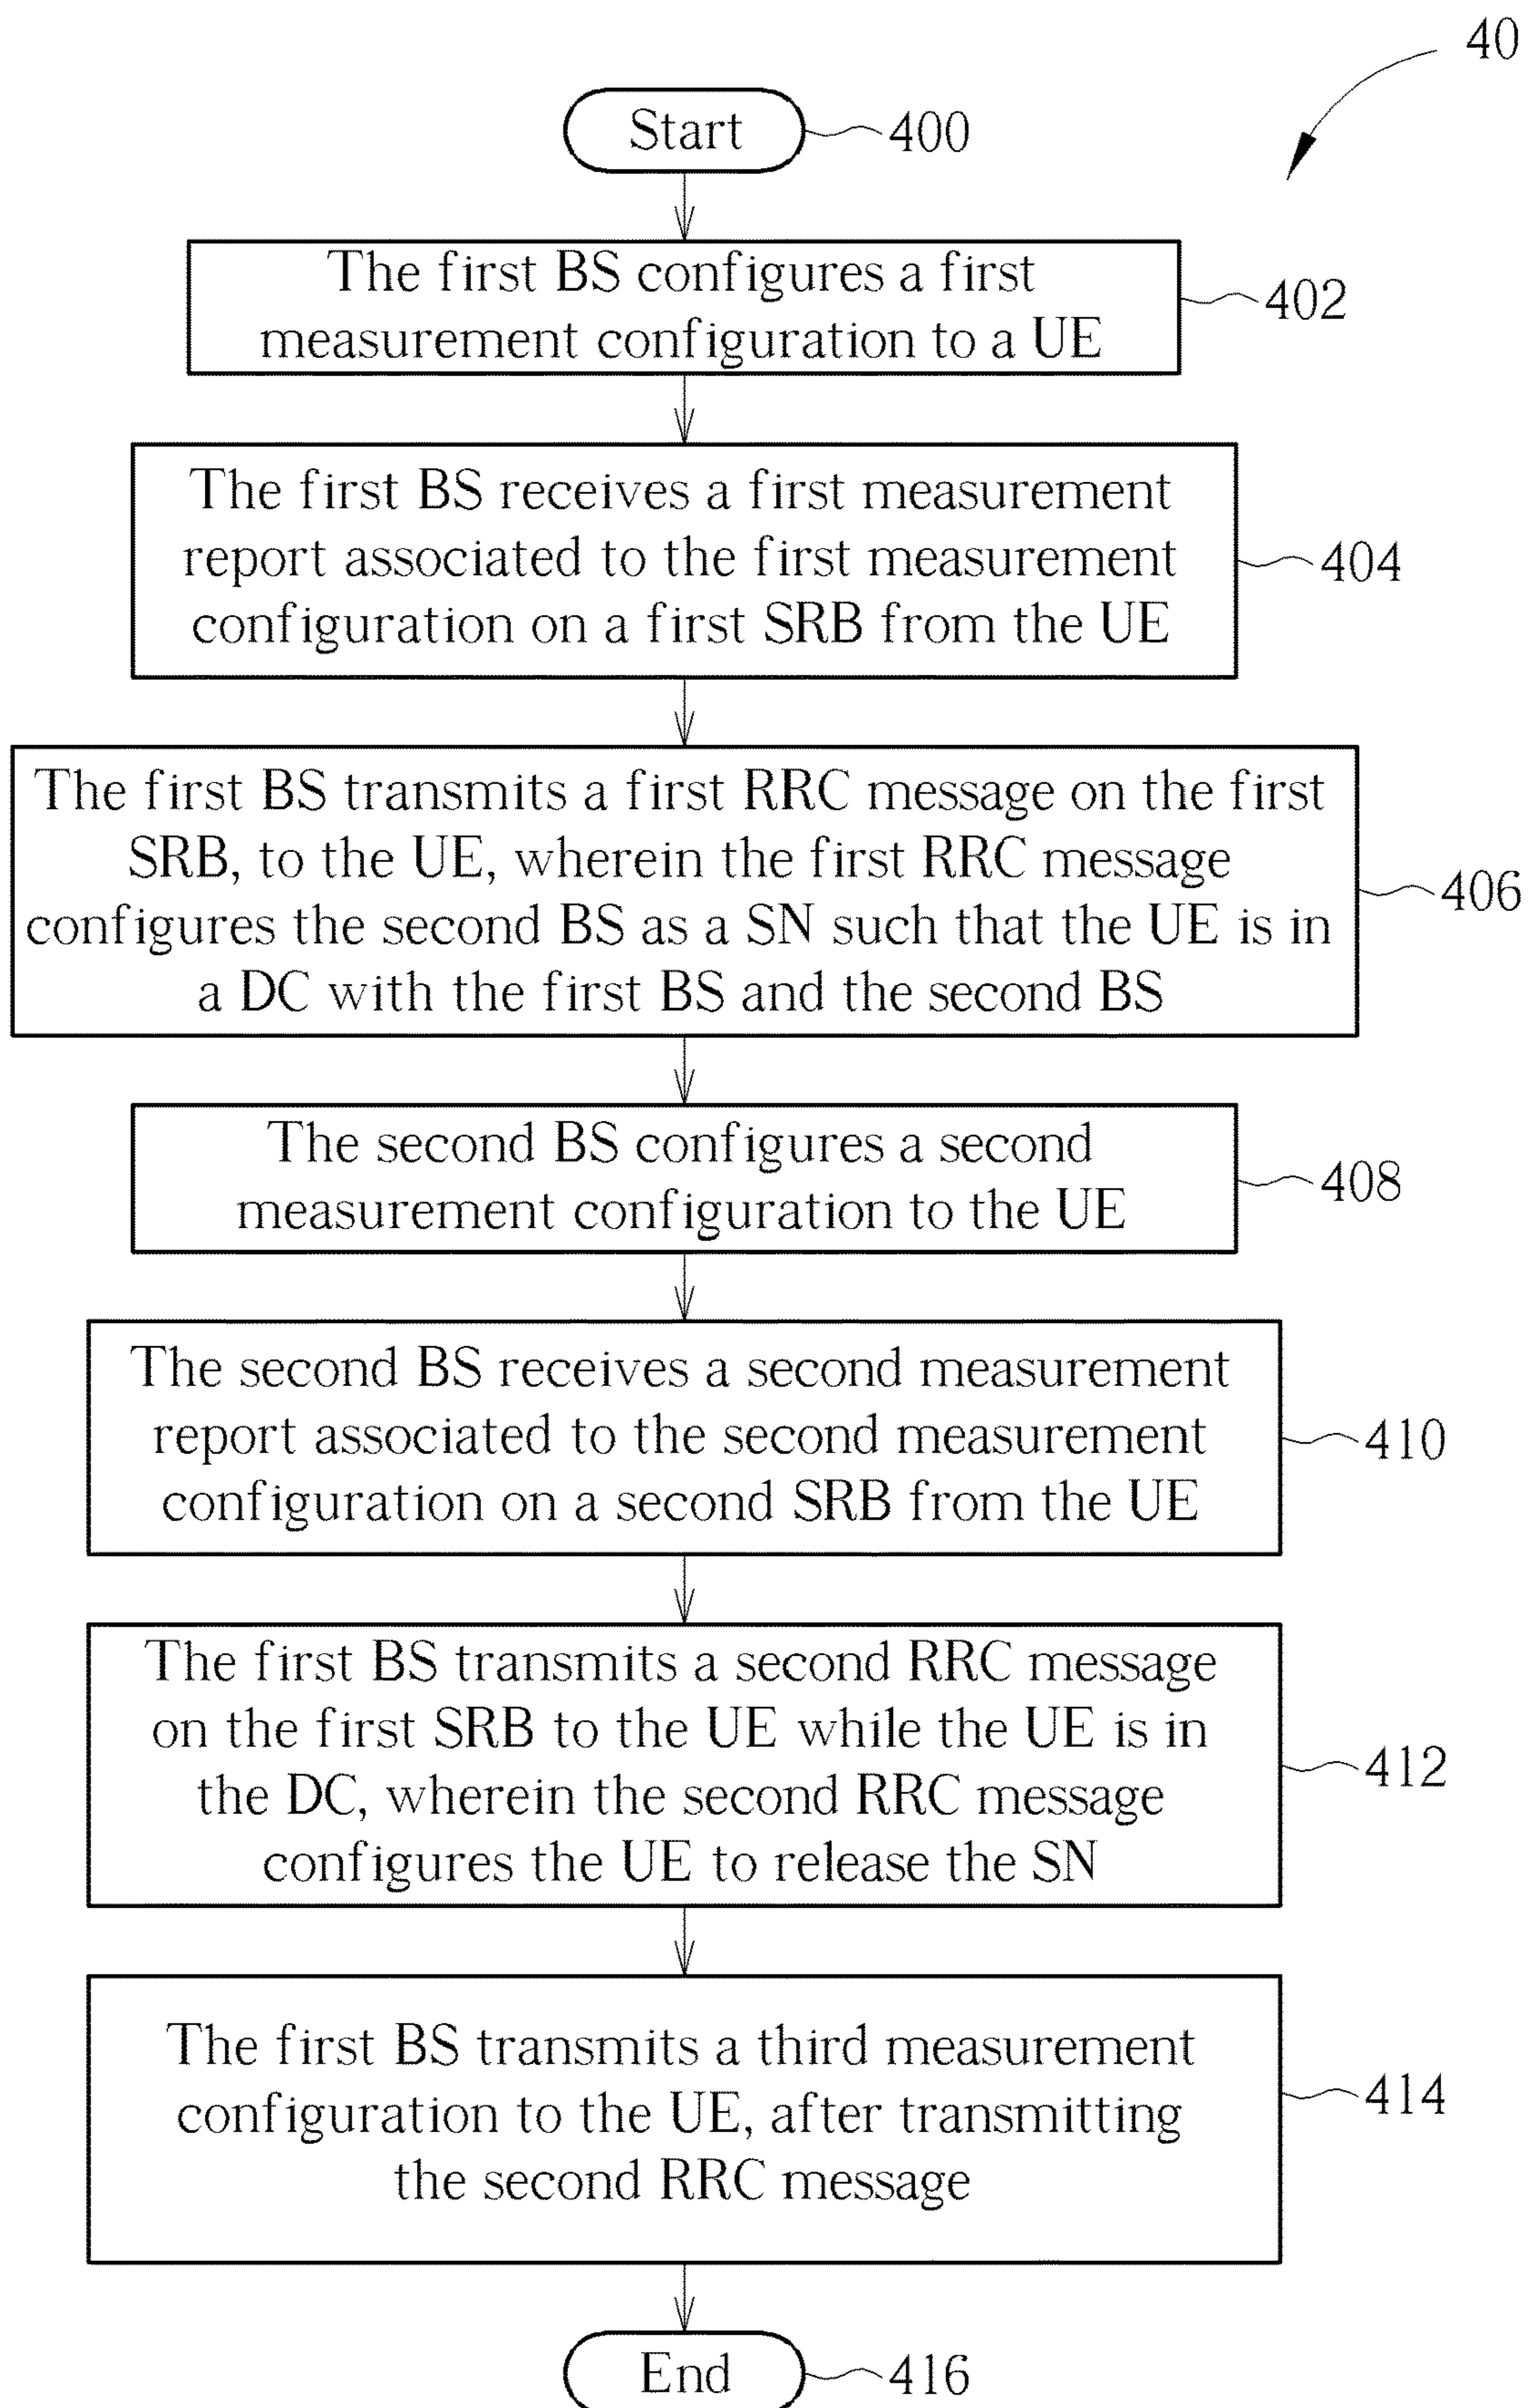 40
Start
400
The first BS configures a first
measurement configuration to a UE
402
The first BS receives a first measurement
report associated to the first measurement
configuration on a first SRB from the UE
404
The first BS transmits a first RRC message on the first
SRB, to the UE, wherein the first RRC message
configures the second BS as a SN such that the UE is in
a DC with the first BS and the second BS
406
The second BS configures a second
measurement configuration to the UE
408
The second BS receives a second measurement
report associated to the second measurement
configuration on a second SRB from the UE
410
The first BS transmits a second RRC message
on the first SRB to the UE while the UE is in
the DC, wherein the second RRC message
configures the UE to release the SN
412
The first BS transmits a third measurement
configuration to the UE, after transmitting
the second RRC message
414
End
416